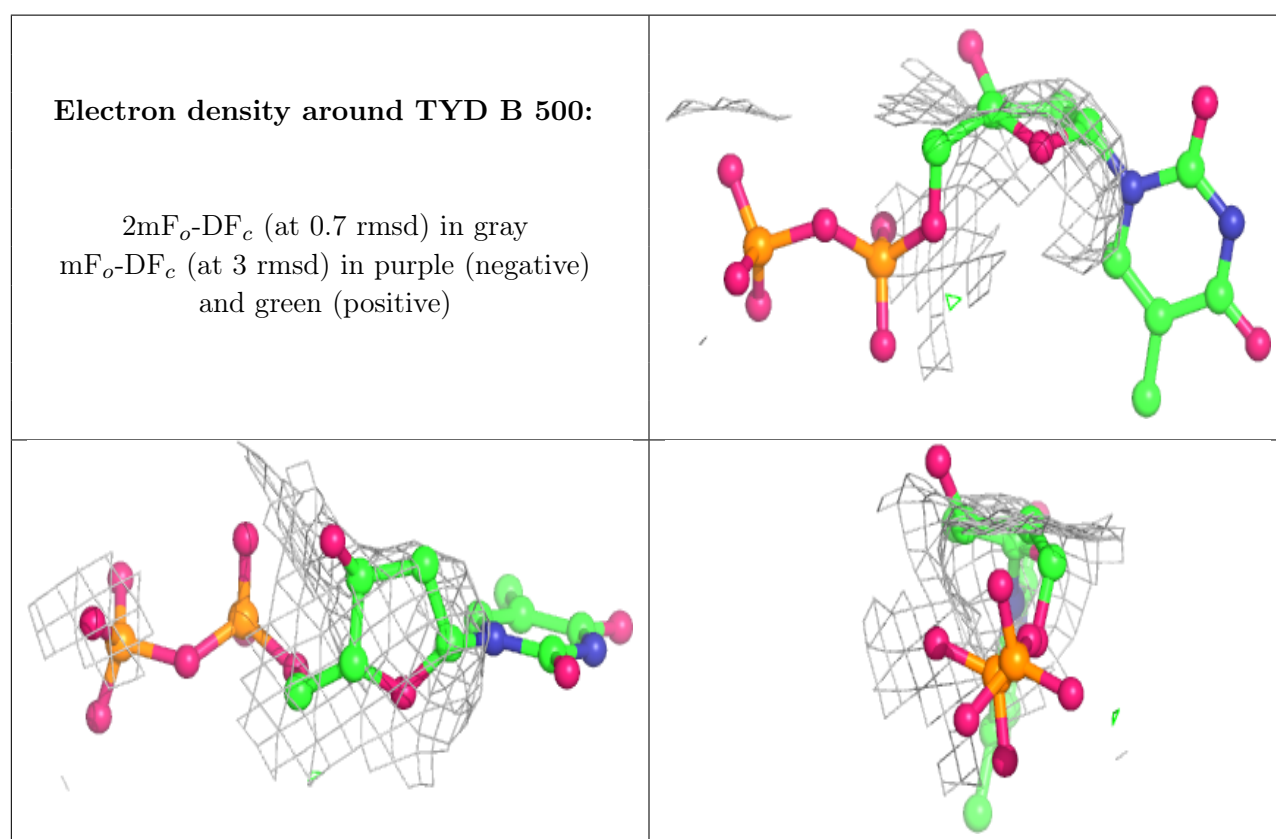 Electron density around TYD B 500:
2mFo-DFc (at 0.7 rmsd) in gray
mFo-DFc (at 3 rmsd) in purple (negative)
and green (positive)